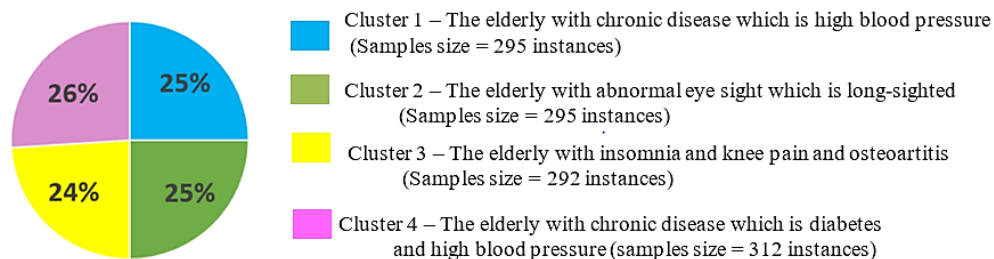 26%
25%
24%
25%
Cluster 1 – The elderly with chronic disease which is high blood pressure
(Samples size = 295 instances)
Cluster 2 – The elderly with abnormal eye sight which is long-sighted
(Samples size = 295 instances)
Cluster 3 – The elderly with insomnia and knee pain and osteoartitis
(Samples size = 292 instances)
Cluster 4 – The elderly with chronic disease which is diabetes
and high blood pressure (samples size = 312 instances)